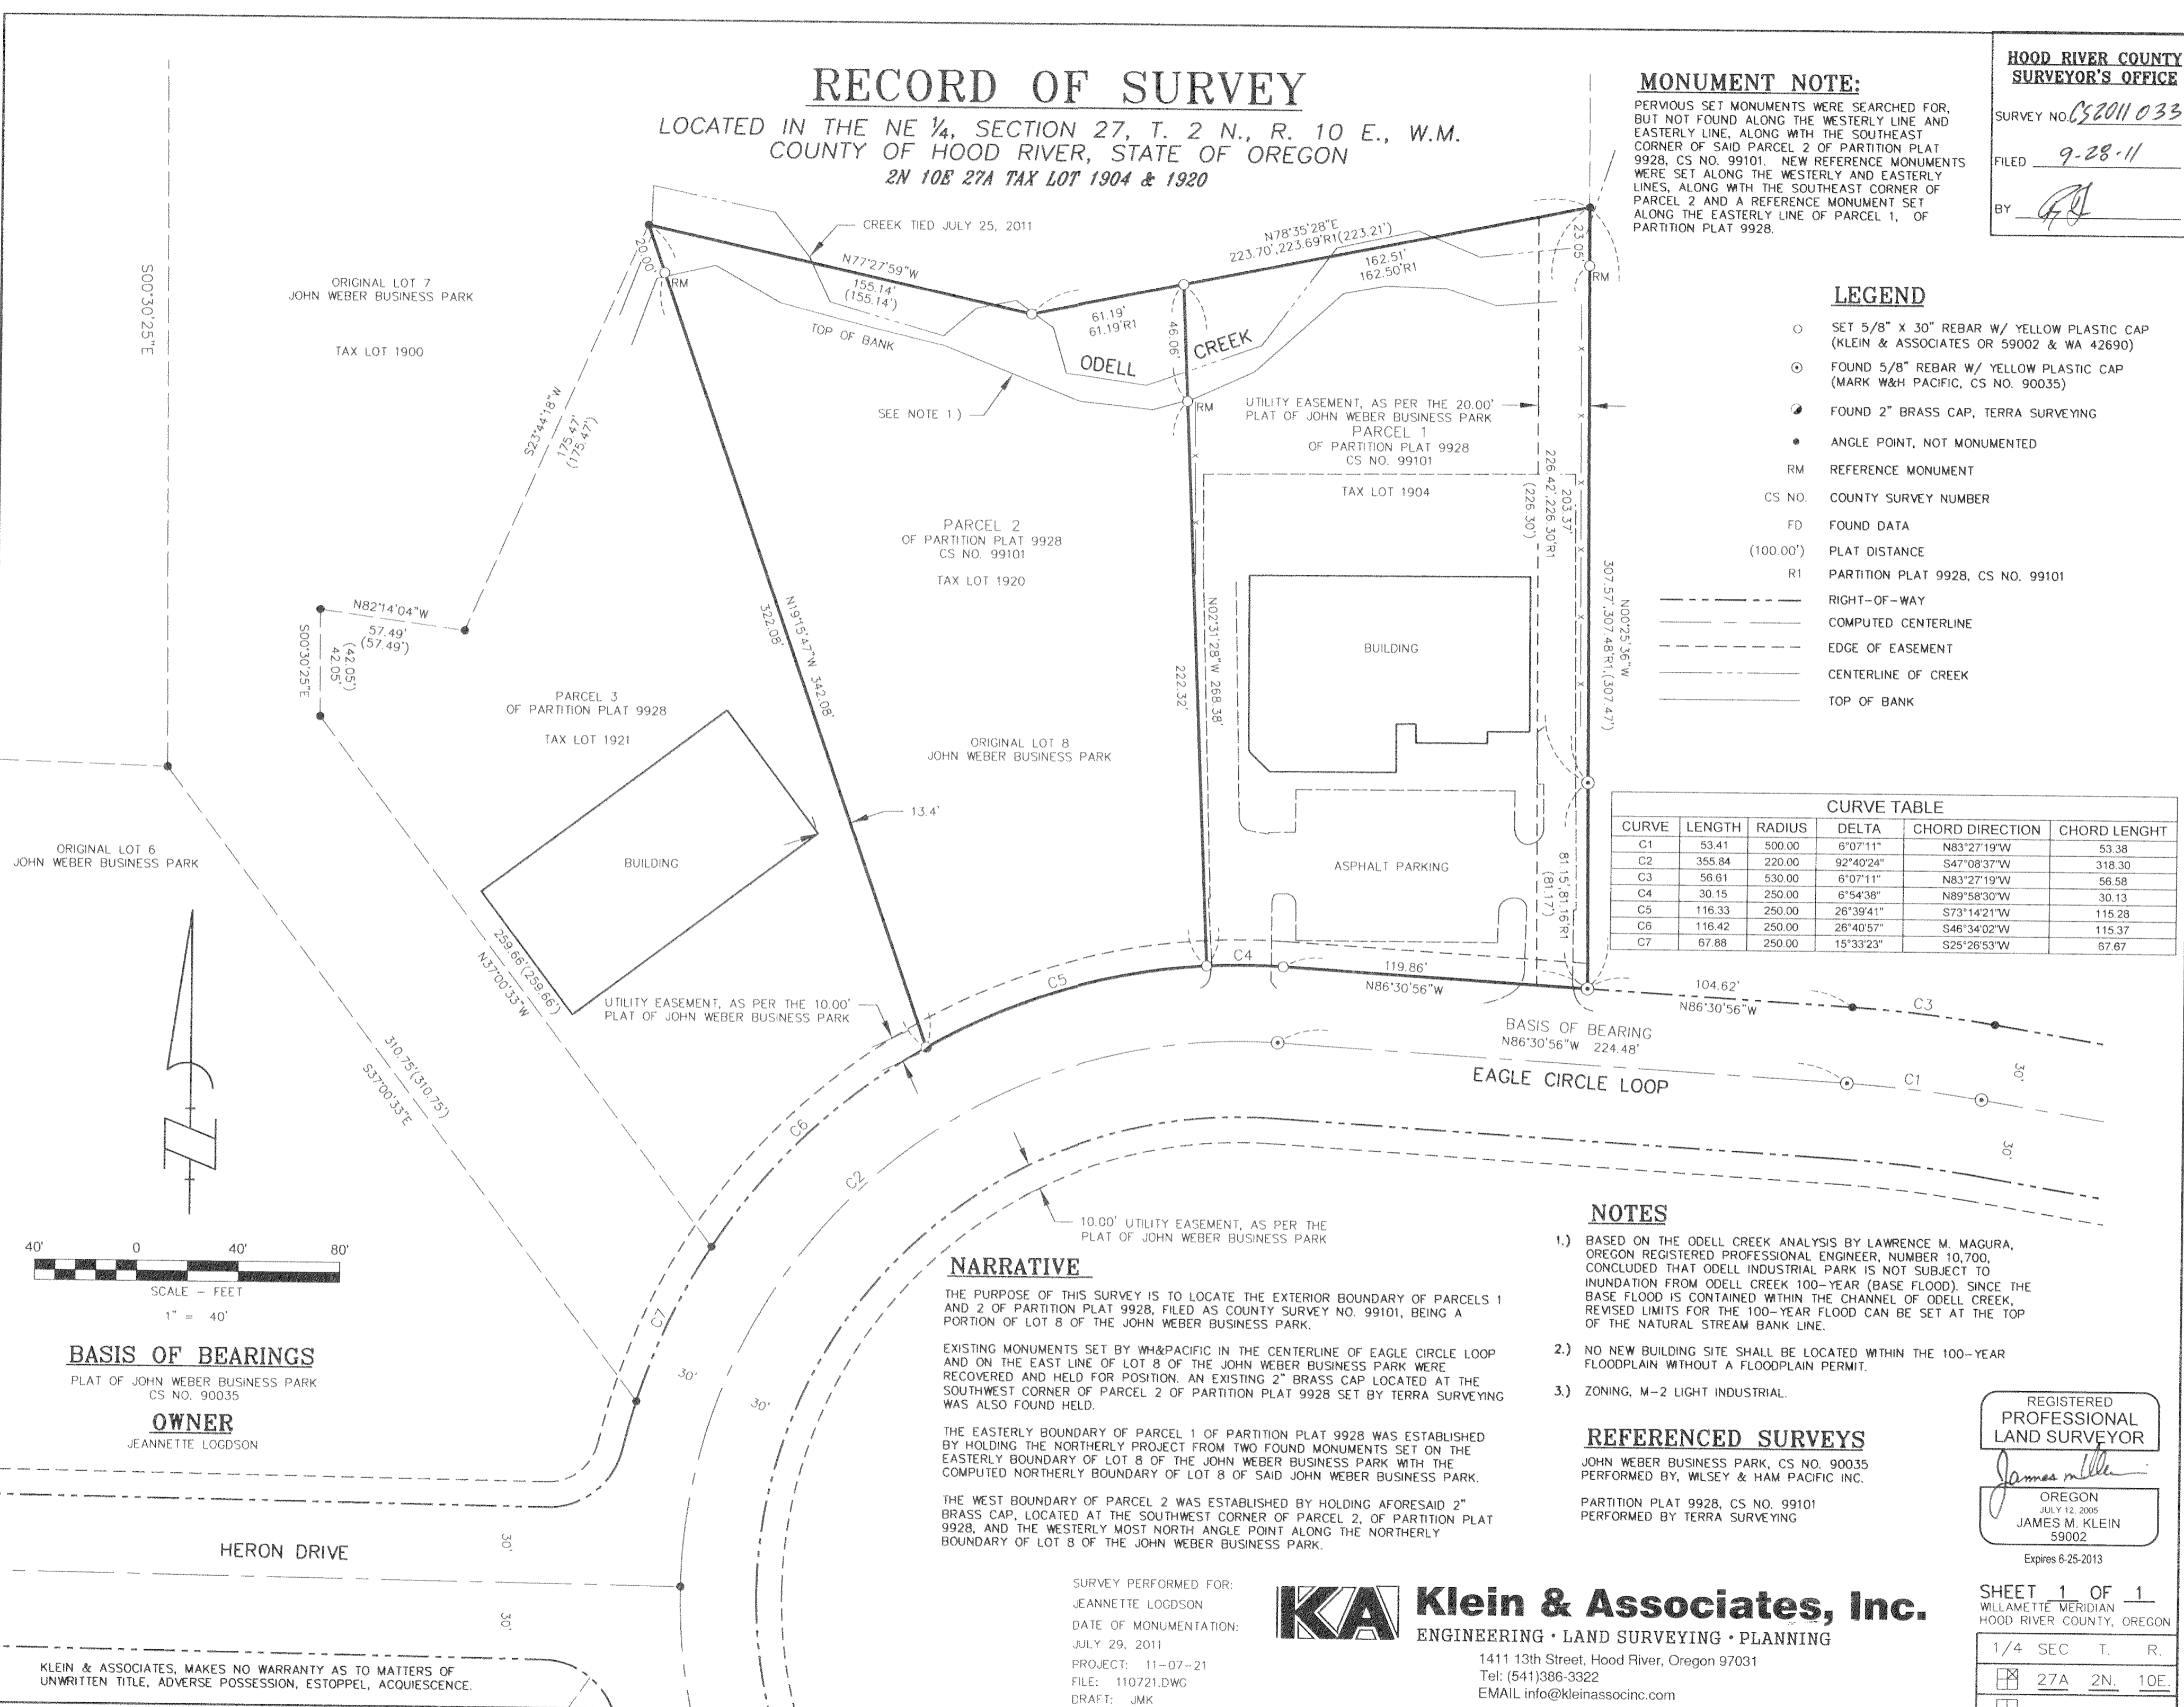 RECORD OF SURVEY
LOCATED IN THE NE ¼, SECTION 27, T. 2 N., R. 10 E., W.M.
COUNTY OF HOOD RIVER, STATE OF OREGON
2N 10E 27A TAX LOT 1904 & 1920
MONUMENT NOTE:
PERVIOUS SET MONUMENTS WERE SEARCHED FOR,
BUT NOT FOUND ALONG THE WESTERLY LINE AND
EASTERLY LINE, ALONG WITH THE SOUTHEAST
CORNER OF SAID PARCEL 2 OF PARTITION PLAT
9928, CS NO. 99101. NEW REFERENCE MONUMENTS
WERE SET ALONG THE WESTERLY AND EASTERLY
LINES, ALONG WITH THE SOUTHEAST CORNER OF
PARCEL 2 AND A REFERENCE MONUMENT SET
ALONG THE EASTERLY LINE OF PARCEL 1, OF
PARTITION PLAT 9928.
HOOD RIVER COUNTY
SURVEYOR'S OFFICE
SURVEY NO. CS2011 033
FILED 9-28-11
BY
LEGEND
SET 5/8" X 30" REBAR W/ YELLOW PLASTIC CAP
(KLEIN & ASSOCIATES OR 59002 & WA 42690)
FOUND 5/8" REBAR W/ YELLOW PLASTIC CAP
(MARK W&H PACIFIC, CS NO. 90035)
FOUND 2" BRASS CAP, TERRA SURVEYING
ANGLE POINT, NOT MONUMENTED
RM REFERENCE MONUMENT
CS NO. COUNTY SURVEY NUMBER
FD FOUND DATA
(100.00') PLAT DISTANCE
R1 PARTITION PLAT 9928, CS NO. 99101
RIGHT-OF-WAY
COMPUTED CENTERLINE
EDGE OF EASEMENT
CENTERLINE OF CREEK
TOP OF BANK
S00°30'25"E
ORIGINAL LOT 7
JOHN WEBER BUSINESS PARK
TAX LOT 1900
CREEK TIED JULY 25, 2011
20.00'
RM
N77°27'59"W
155.14'
(155.14')
TOP OF BANK
61.19'
61.19'R1
N78°35'28"E
223.70',223.69'R1(223.21')
162.51'
162.50'R1
23.05'
RM
ODELL CREEK
46.06'
RM
SEE NOTE 1.)
UTILITY EASEMENT, AS PER THE 20.00'
PLAT OF JOHN WEBER BUSINESS PARK
PARCEL 1
OF PARTITION PLAT 9928
CS NO. 99101
TAX LOT 1904
S23°44'18"W
175.47'
(175.47')
PARCEL 2
OF PARTITION PLAT 9928
CS NO. 99101
TAX LOT 1920
203.37'
226.42',226.30'R1
(226.30')
N82°14'04"W
57.49'
(57.49')
S00°30'25"E
42.05'
(42.05')
N19°15'47"W 342.08'
322.08'
N02°31'28"W 268.38'
222.32'
BUILDING
N00°25'36"W
307.57',307.48'R1,(307.47')
PARCEL 3
OF PARTITION PLAT 9928
TAX LOT 1921
ORIGINAL LOT 8
JOHN WEBER BUSINESS PARK
13.4'
BUILDING
ORIGINAL LOT 6
JOHN WEBER BUSINESS PARK
ASPHALT PARKING
81.15',81.16'R1
(81.17')
CURVE TABLE
CURVE LENGTH RADIUS DELTA CHORD DIRECTION CHORD LENGHT
C1 53.41 500.00 6°07'11" N83°27'19"W 53.38
C2 355.84 220.00 92°40'24" S47°08'37"W 318.30
C3 56.61 530.00 6°07'11" N83°27'19"W 56.58
C4 30.15 250.00 6°54'38" N89°58'30"W 30.13
C5 116.33 250.00 26°39'41" S73°14'21"W 115.28
C6 116.42 250.00 26°40'57" S46°34'02"W 115.37
C7 67.88 250.00 15°33'23" S25°26'53"W 67.67
259.66'(259.66')
N37°00'33"W
310.75'(310.75')
S37°00'33"E
UTILITY EASEMENT, AS PER THE 10.00'
PLAT OF JOHN WEBER BUSINESS PARK
C5
C4
119.86'
N86°30'56"W
104.62'
N86°30'56"W
C3
BASIS OF BEARING
N86°30'56"W 224.48'
EAGLE CIRCLE LOOP
C1
30'
30'
C6
C2
C7
30'
30'
10.00' UTILITY EASEMENT, AS PER THE
PLAT OF JOHN WEBER BUSINESS PARK
40' 0 40' 80'
SCALE - FEET
1" = 40'
BASIS OF BEARINGS
PLAT OF JOHN WEBER BUSINESS PARK
CS NO. 90035
OWNER
JEANNETTE LOGDSON
HERON DRIVE
30'
30'
KLEIN & ASSOCIATES, MAKES NO WARRANTY AS TO MATTERS OF
UNWRITTEN TITLE, ADVERSE POSSESSION, ESTOPPEL, ACQUIESCENCE.
NARRATIVE
THE PURPOSE OF THIS SURVEY IS TO LOCATE THE EXTERIOR BOUNDARY OF PARCELS 1
AND 2 OF PARTITION PLAT 9928, FILED AS COUNTY SURVEY NO. 99101, BEING A
PORTION OF LOT 8 OF THE JOHN WEBER BUSINESS PARK.
EXISTING MONUMENTS SET BY WH&PACIFIC IN THE CENTERLINE OF EAGLE CIRCLE LOOP
AND ON THE EAST LINE OF LOT 8 OF THE JOHN WEBER BUSINESS PARK WERE
RECOVERED AND HELD FOR POSITION. AN EXISTING 2" BRASS CAP LOCATED AT THE
SOUTHWEST CORNER OF PARCEL 2 OF PARTITION PLAT 9928 SET BY TERRA SURVEYING
WAS ALSO FOUND HELD.
THE EASTERLY BOUNDARY OF PARCEL 1 OF PARTITION PLAT 9928 WAS ESTABLISHED
BY HOLDING THE NORTHERLY PROJECT FROM TWO FOUND MONUMENTS SET ON THE
EASTERLY BOUNDARY OF LOT 8 OF THE JOHN WEBER BUSINESS PARK WITH THE
COMPUTED NORTHERLY BOUNDARY OF LOT 8 OF SAID JOHN WEBER BUSINESS PARK.
THE WEST BOUNDARY OF PARCEL 2 WAS ESTABLISHED BY HOLDING AFORESAID 2"
BRASS CAP, LOCATED AT THE SOUTHWEST CORNER OF PARCEL 2, OF PARTITION PLAT
9928, AND THE WESTERLY MOST NORTH ANGLE POINT ALONG THE NORTHERLY
BOUNDARY OF LOT 8 OF THE JOHN WEBER BUSINESS PARK.
NOTES
1.) BASED ON THE ODELL CREEK ANALYSIS BY LAWRENCE M. MAGURA,
OREGON REGISTERED PROFESSIONAL ENGINEER, NUMBER 10,700,
CONCLUDED THAT ODELL INDUSTRIAL PARK IS NOT SUBJECT TO
INUNDATION FROM ODELL CREEK 100-YEAR (BASE FLOOD). SINCE THE
BASE FLOOD IS CONTAINED WITHIN THE CHANNEL OF ODELL CREEK,
REVISED LIMITS FOR THE 100-YEAR FLOOD CAN BE SET AT THE TOP
OF THE NATURAL STREAM BANK LINE.
2.) NO NEW BUILDING SITE SHALL BE LOCATED WITHIN THE 100-YEAR
FLOODPLAIN WITHOUT A FLOODPLAIN PERMIT.
3.) ZONING, M-2 LIGHT INDUSTRIAL.
REFERENCED SURVEYS
JOHN WEBER BUSINESS PARK, CS NO. 90035
PERFORMED BY, WILSEY & HAM PACIFIC INC.
PARTITION PLAT 9928, CS NO. 99101
PERFORMED BY TERRA SURVEYING
REGISTERED
PROFESSIONAL
LAND SURVEYOR
OREGON
JULY 12, 2005
JAMES M. KLEIN
59002
Expires 6-25-2013
SURVEY PERFORMED FOR:
JEANNETTE LOGDSON
DATE OF MONUMENTATION:
JULY 29, 2011
PROJECT: 11-07-21
FILE: 110721.DWG
DRAFT: JMK
KA Klein & Associates, Inc.
ENGINEERING • LAND SURVEYING • PLANNING
1411 13th Street, Hood River, Oregon 97031
Tel: (541)386-3322
EMAIL info@kleinassocinc.com
SHEET 1 OF 1
WILLAMETTE MERIDIAN
HOOD RIVER COUNTY, OREGON
1/4 SEC T. R.
27A 2N. 10E.